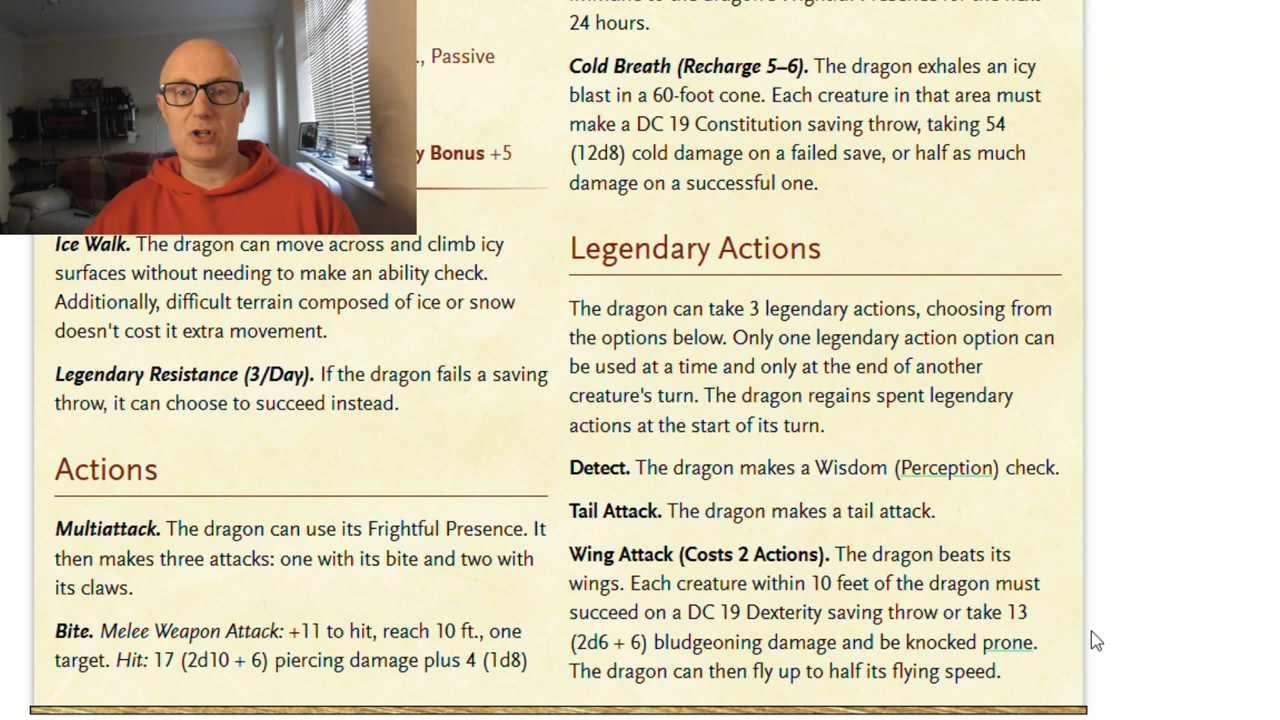 ., Passive
y Bonus +5
Ice Walk. The dragon can move across and climb icy
surfaces without needing to make an ability check.
Additionally, difficult terrain composed of ice or snow
doesn't cost it extra movement.
Legendary Resistance (3/Day). If the dragon fails a saving
throw, it can choose to succeed instead.
Actions
Multiattack. The dragon can use its Frightful Presence. It
then makes three attacks: one with its bite and two with
its claws.
Bite. Melee Weapon Attack: +11 to hit, reach 10 ft., one
target. Hit: 17 (2d10 + 6) piercing damage plus 4 (1d8)
24 hours.
Cold Breath (Recharge 5–6). The dragon exhales an icy
blast in a 60-foot cone. Each creature in that area must
make a DC 19 Constitution saving throw, taking 54
(12d8) cold damage on a failed save, or half as much
damage on a successful one.
Legendary Actions
The dragon can take 3 legendary actions, choosing from
the options below. Only one legendary action option can
be used at a time and only at the end of another
creature's turn. The dragon regains spent legendary
actions at the start of its turn.
Detect. The dragon makes a Wisdom (Perception) check.
Tail Attack. The dragon makes a tail attack.
Wing Attack (Costs 2 Actions). The dragon beats its
wings. Each creature within 10 feet of the dragon must
succeed on a DC 19 Dexterity saving throw or take 13
(2d6 + 6) bludgeoning damage and be knocked prone.
The dragon can then fly up to half its flying speed.